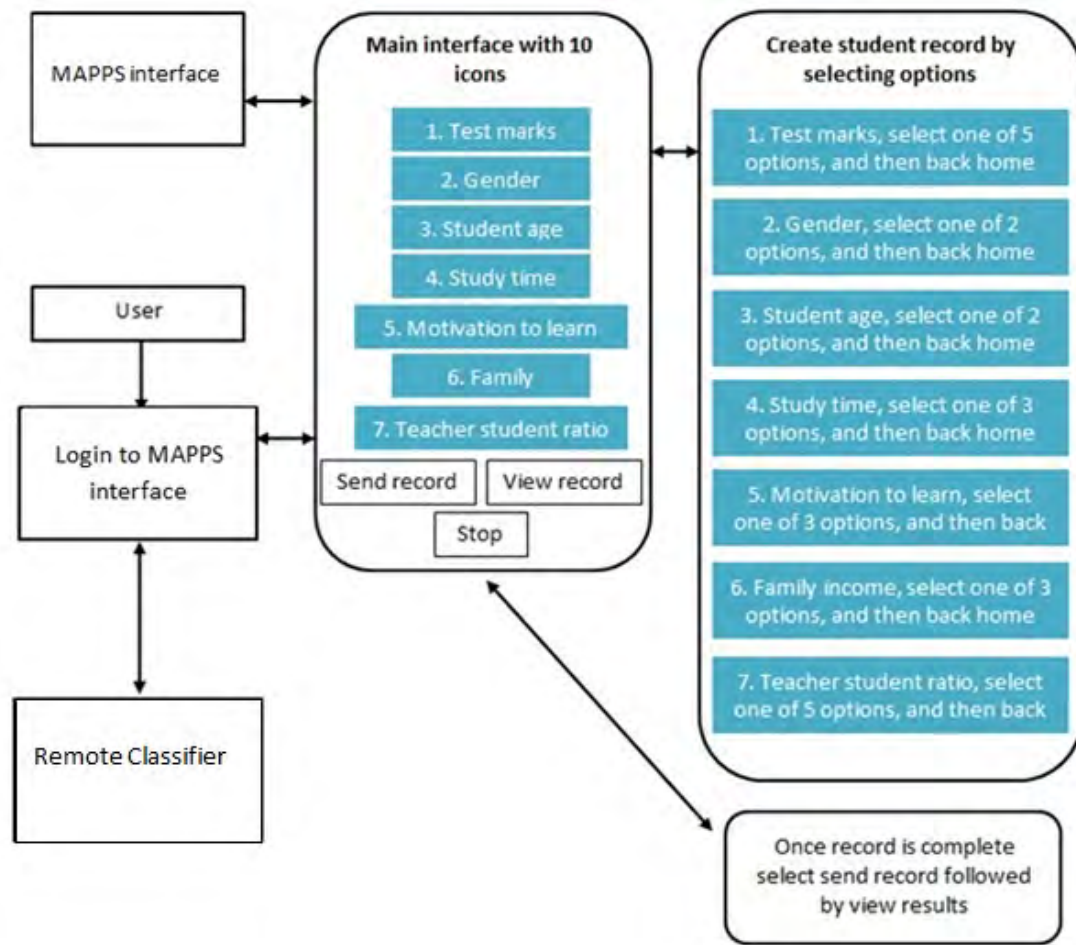 MAPPS interface
User
Login to MAPPS
interface
Remote Classifier
Main interface with 10
icons
1. Test marks
2. Gender
3. Student age
4. Study time
5. Motivation to learn
6. Family
7. Teacher student ratio
Send record
View record
Stop
Create student record by
selecting options
1. Test marks, select one of 5
options, and then back home
2. Gender, select one of 2
options, and then back home
3. Student age, select one of 2
options, and then back home
4. Study time, select one of 3
options, and then back home
5. Motivation to learn, select
one of 3 options, and then back
6. Family income, select one of 3
options, and then back home
7. Teacher student ratio, select
one of 5 options, and then back
Once record is complete
select send record followed
by view results